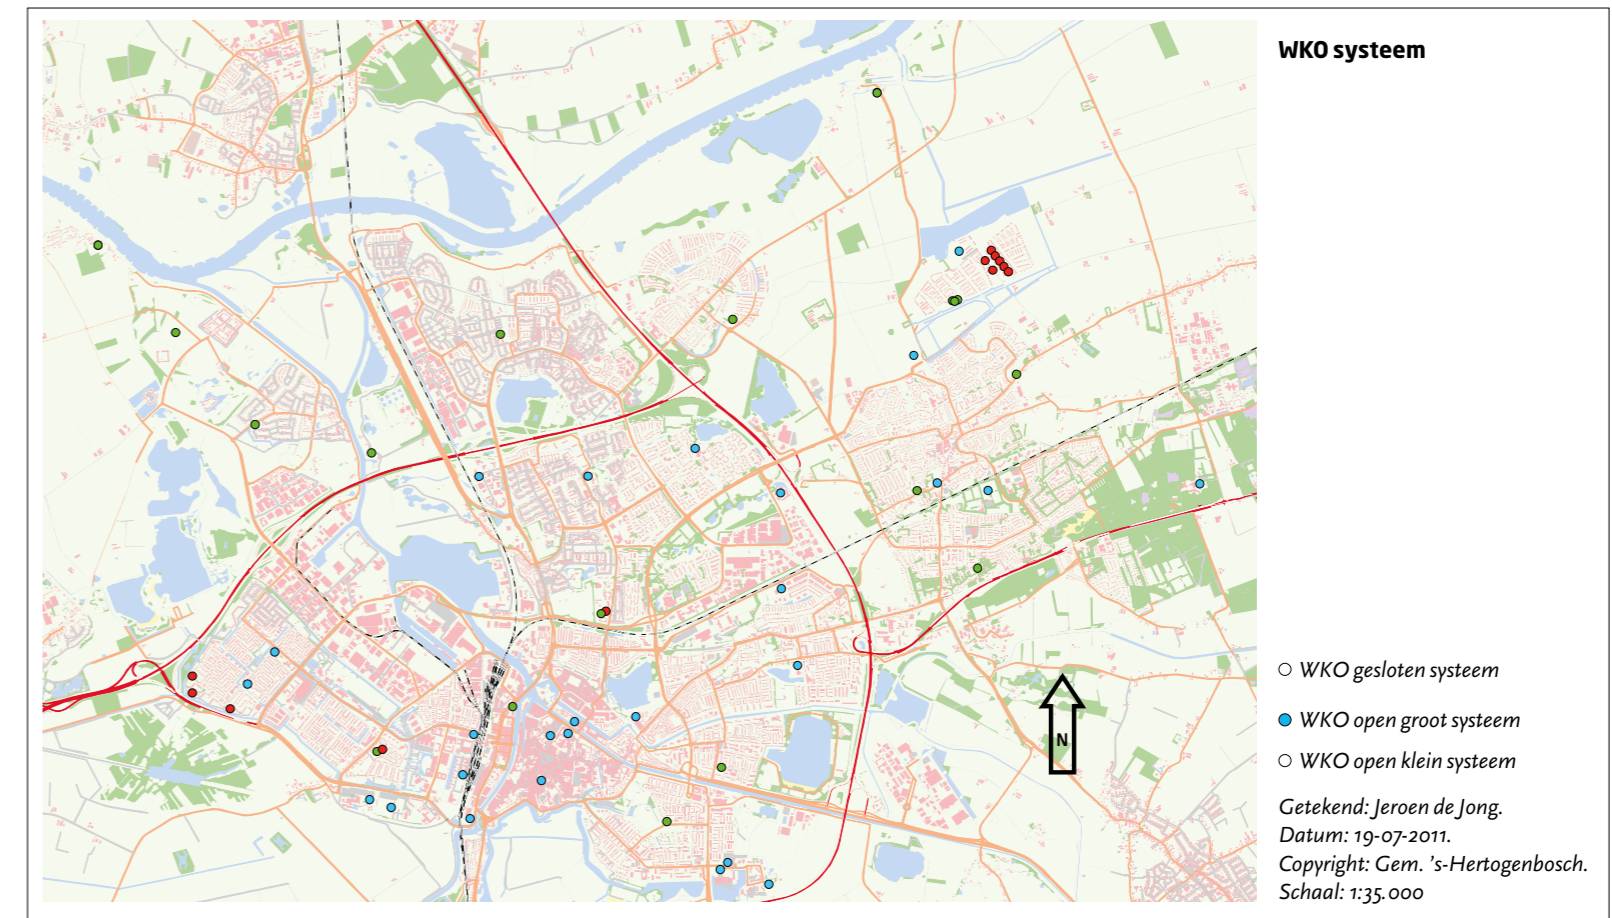 WKO systeem
N
WKO gesloten systeem
WKO open groot systeem
WKO open klein systeem
Getekend: Jeroen de Jong.
Datum: 19-07-2011.
Copyright: Gem. 's-Hertogenbosch.
Schaal: 1:35.000